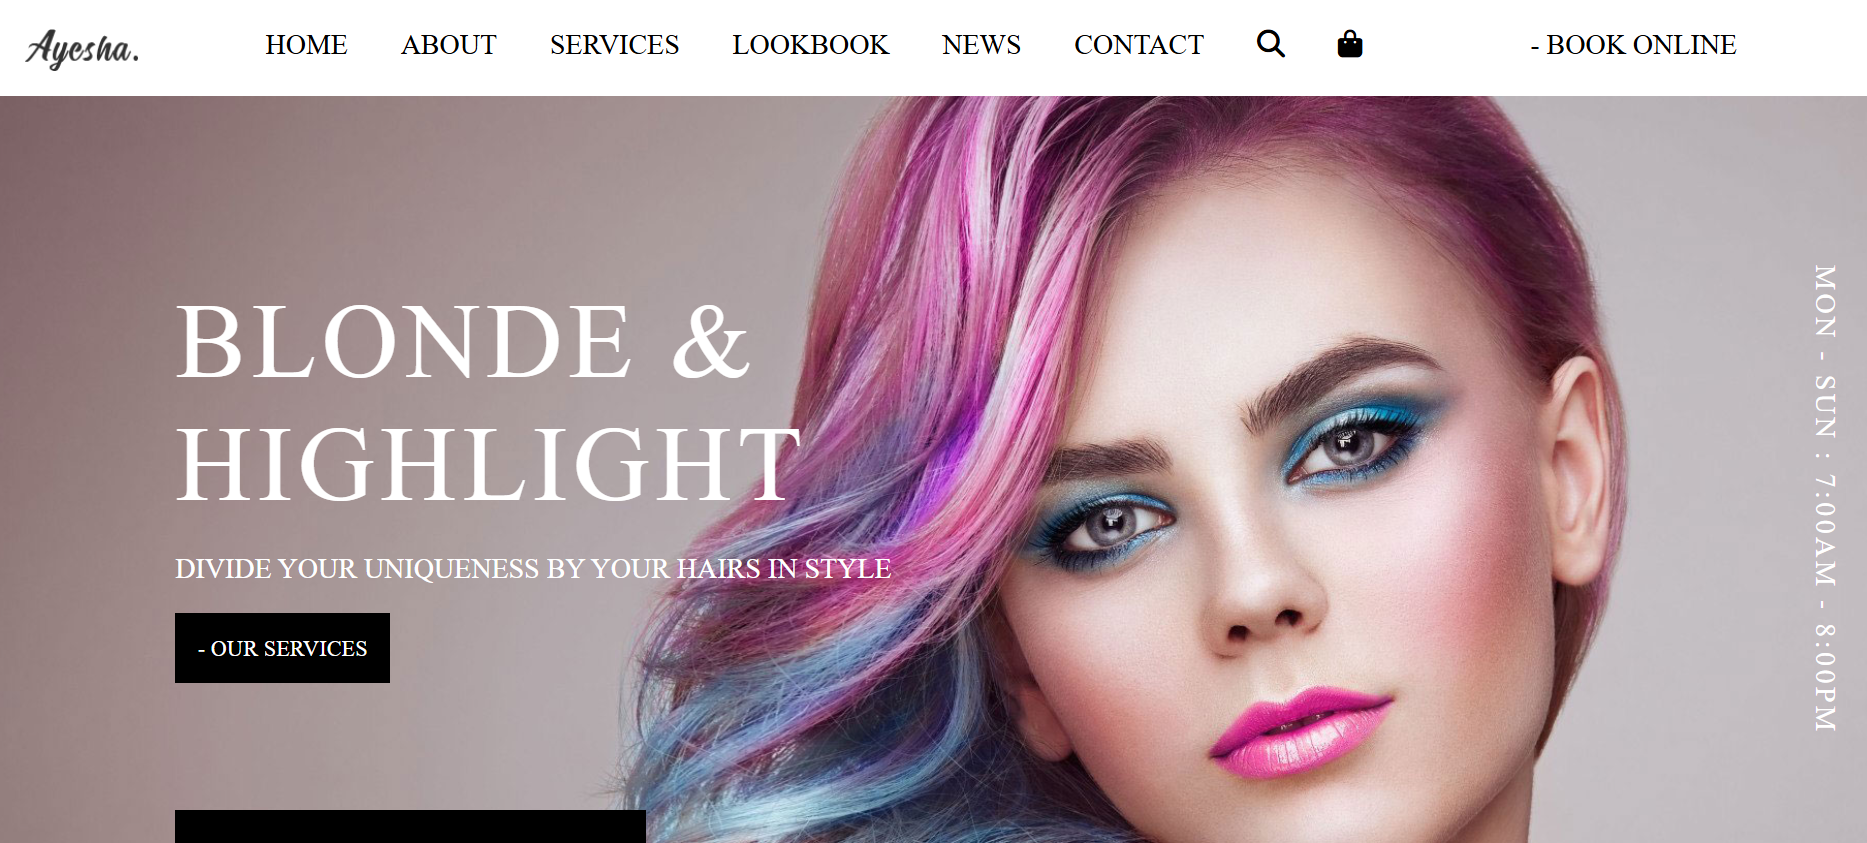 Ayesha.
HOME ABOUT SERVICES LOOKBOOK NEWS CONTACT - BOOK ONLINE
BLONDE &
HIGHLIGHT
DIVIDE YOUR UNIQUENESS BY YOUR HAIRS IN STYLE
- OUR SERVICES
MON - SUN : 7:00AM - 8:00PM